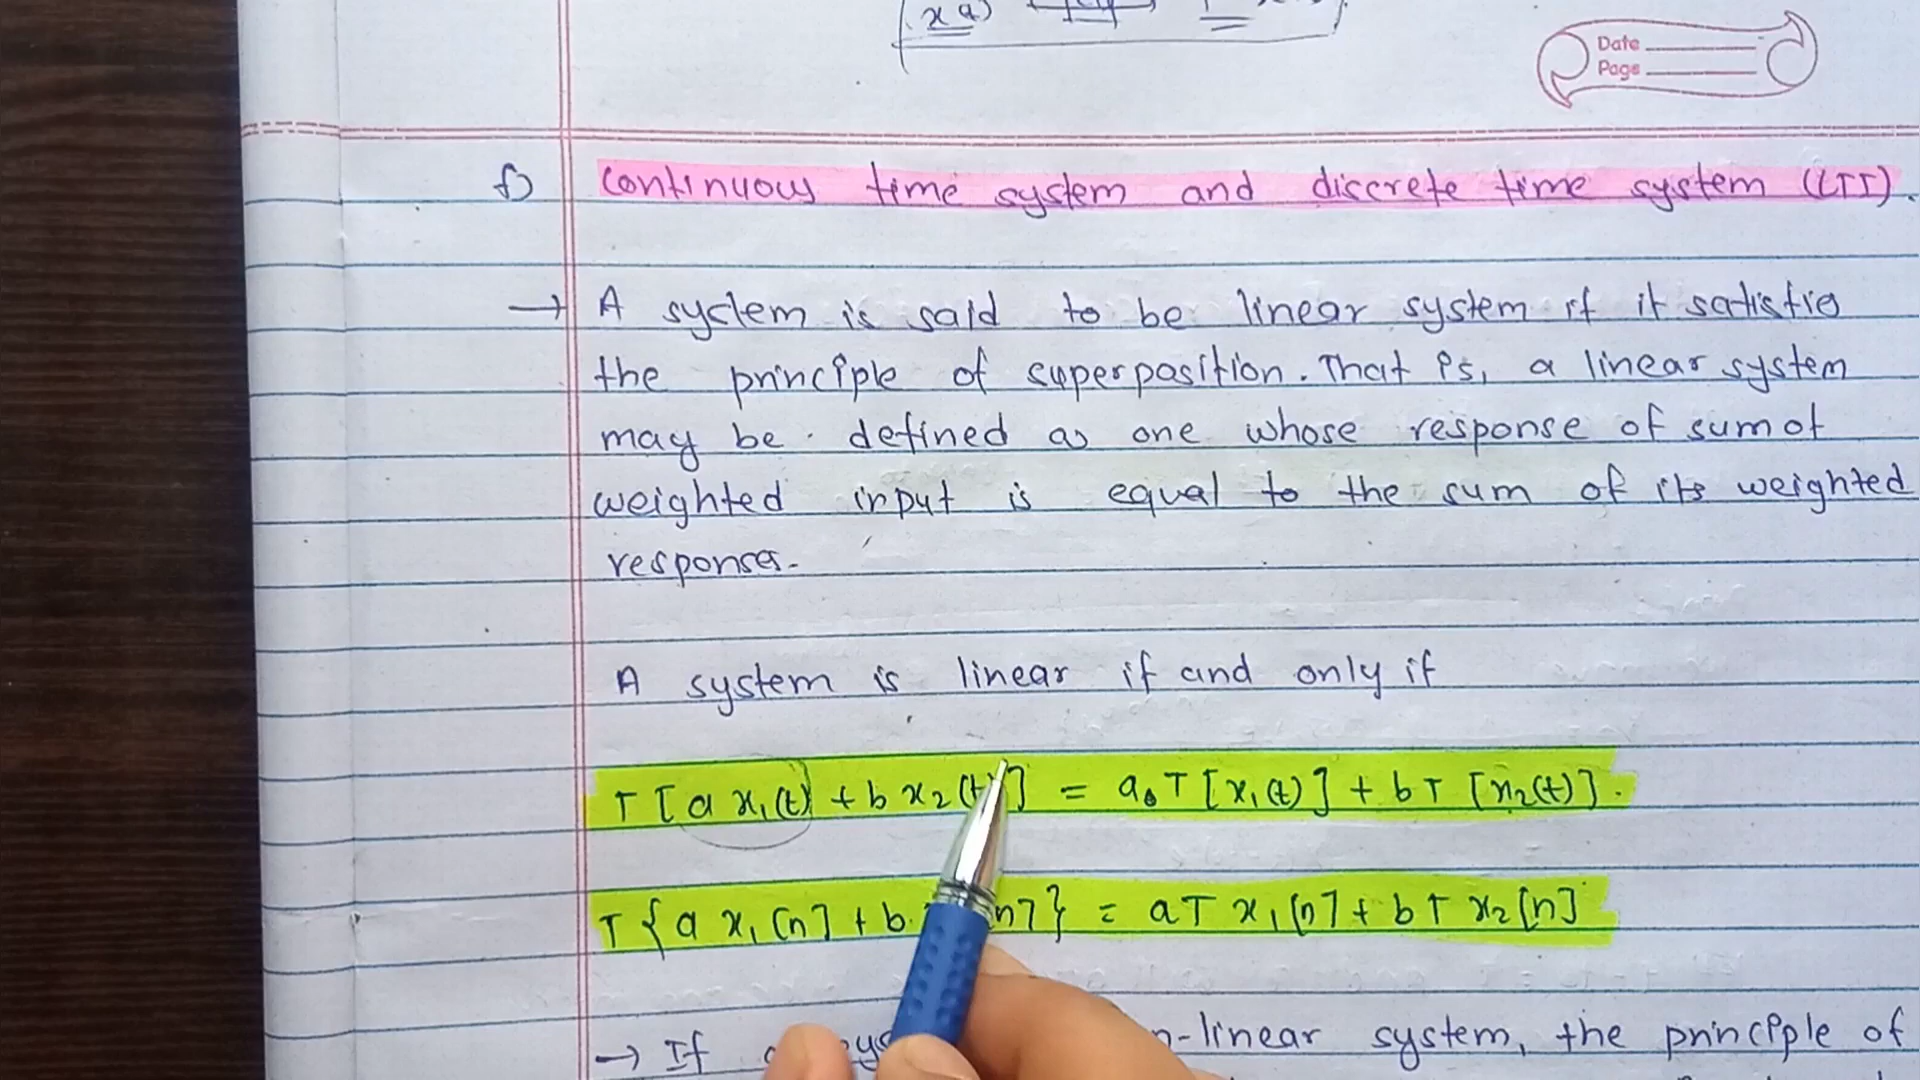 x(t)
Date
Page
f) continuous time system and discrete time system (LTI).
→ A system is said to be linear system if it satisfies
the principle of superposition. That is, a linear system
may be defined as one whose response of sum of
weighted input is equal to the sum of its weighted
responses.
A system is linear if and only if
T [a x₁(t) + b x₂(t)] = a T [x₁(t)] + b T [x₂(t)].
T {a x₁[n] + b [n]} = a T x₁[n] + b T x₂[n]
→ If -linear system, the principle of